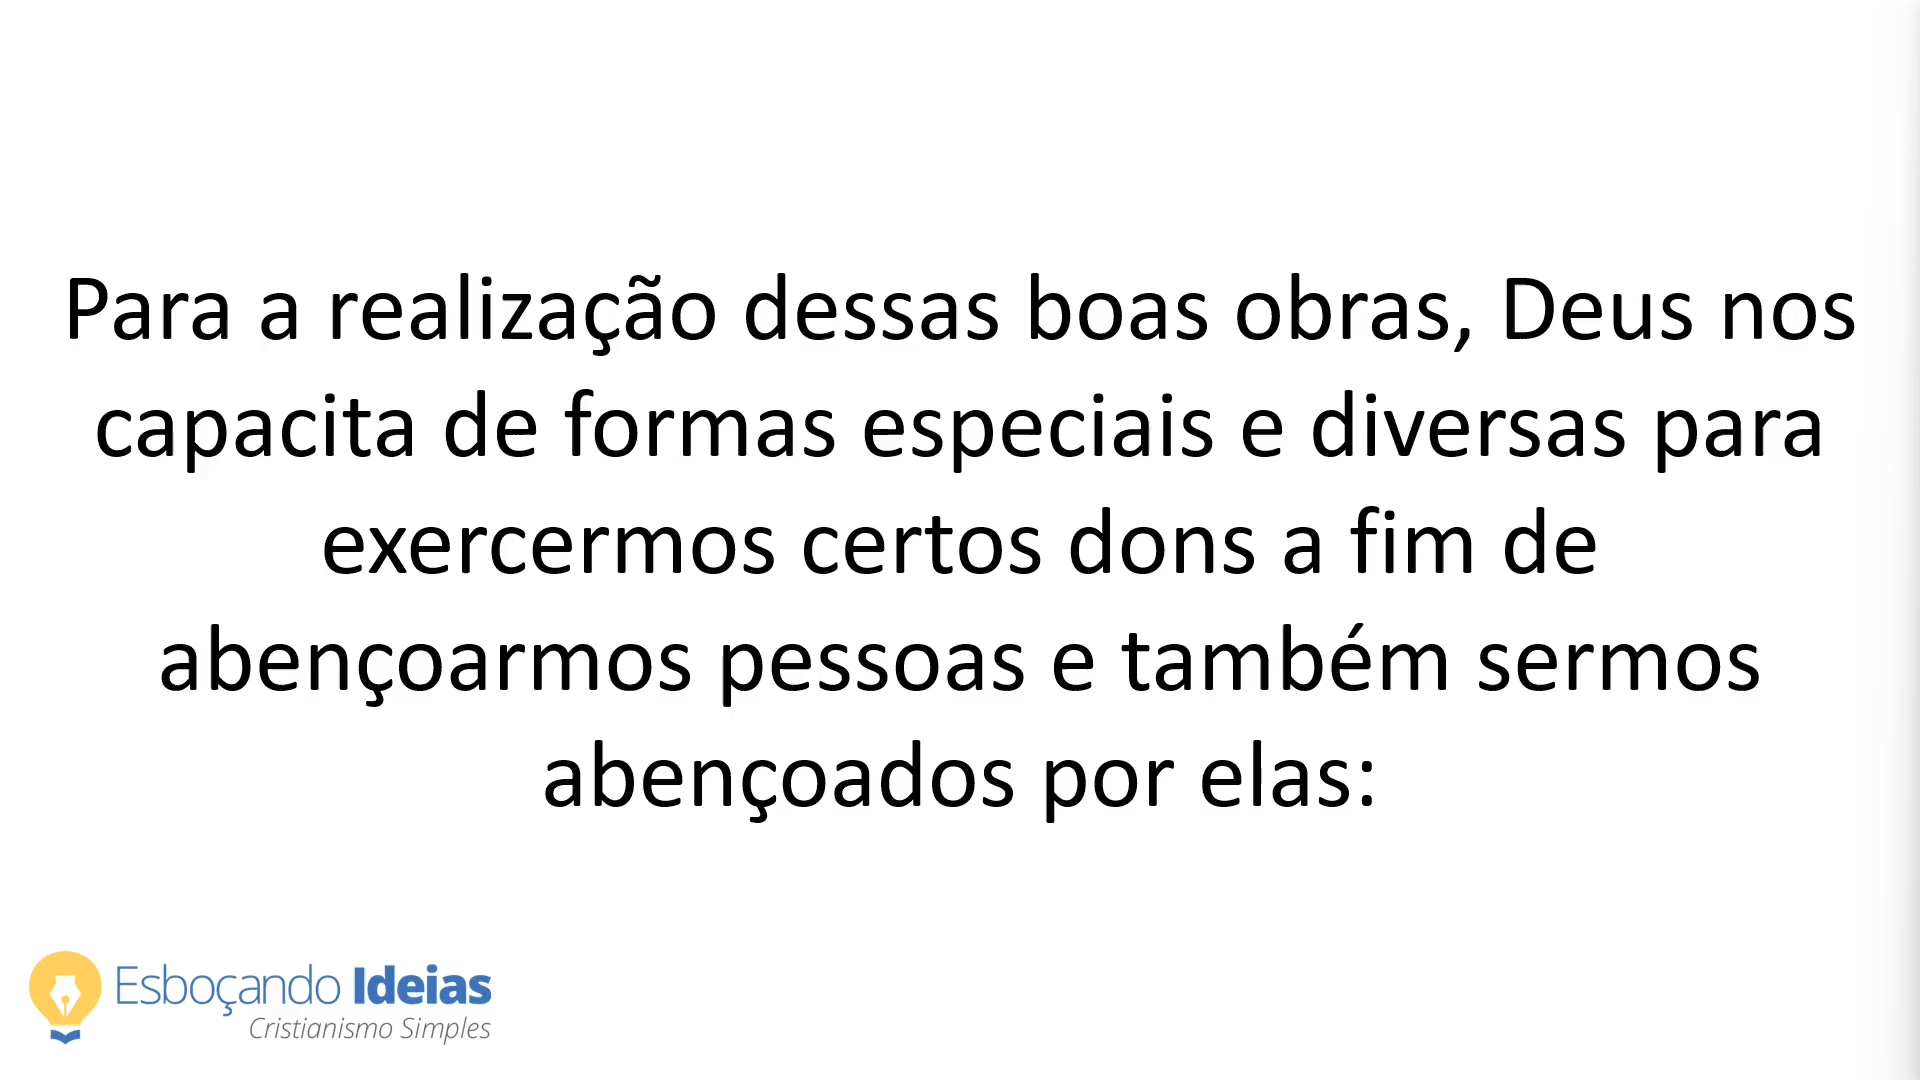 Para a realização dessas boas obras, Deus nos
capacita de formas especiais e diversas para
exercermos certos dons a fim de
abençoarmos pessoas e também sermos
abençoados por elas:
Esboçando Ideias
Cristianismo Simples